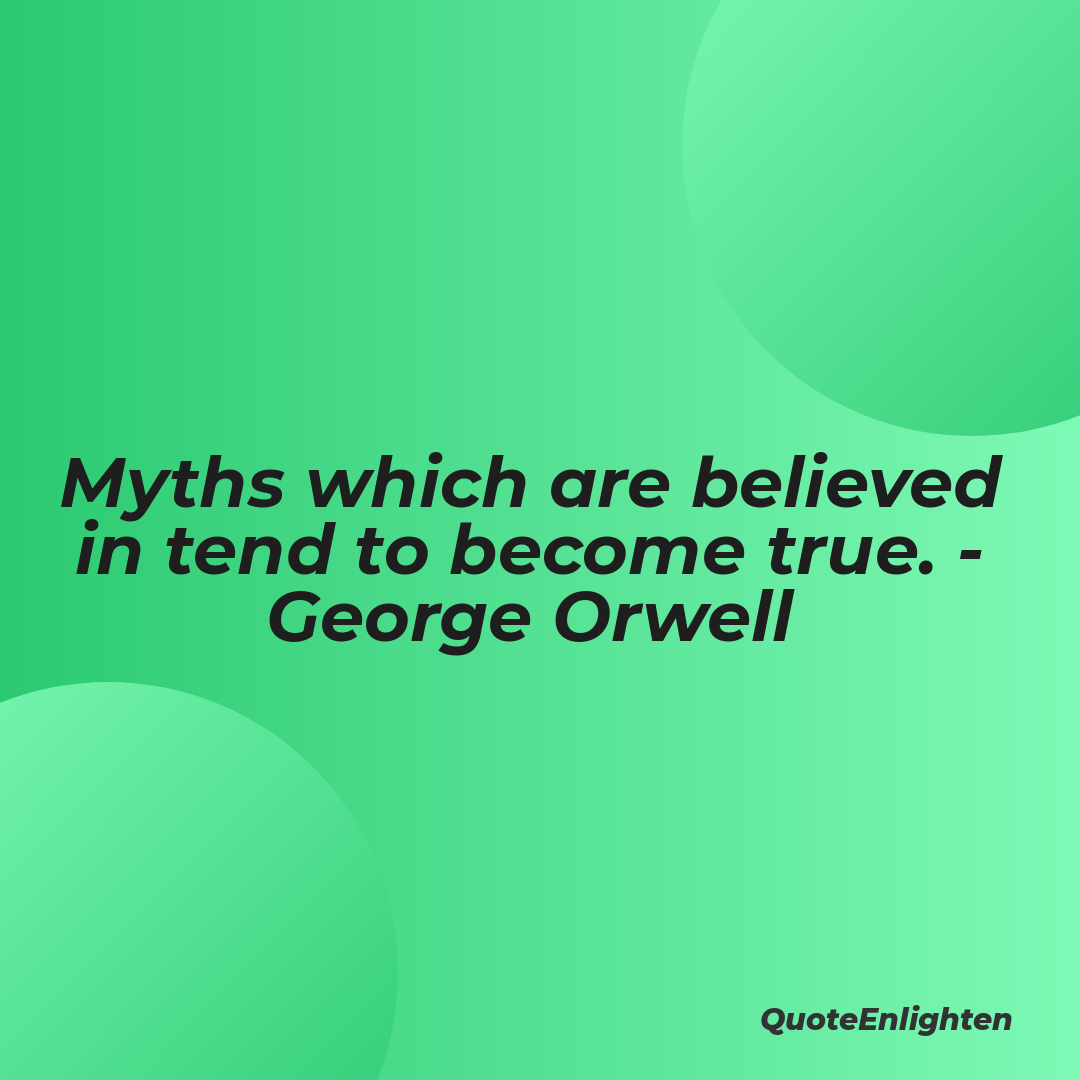 Myths which are believed
in tend to become true. -
George Orwell
QuoteEnlighten